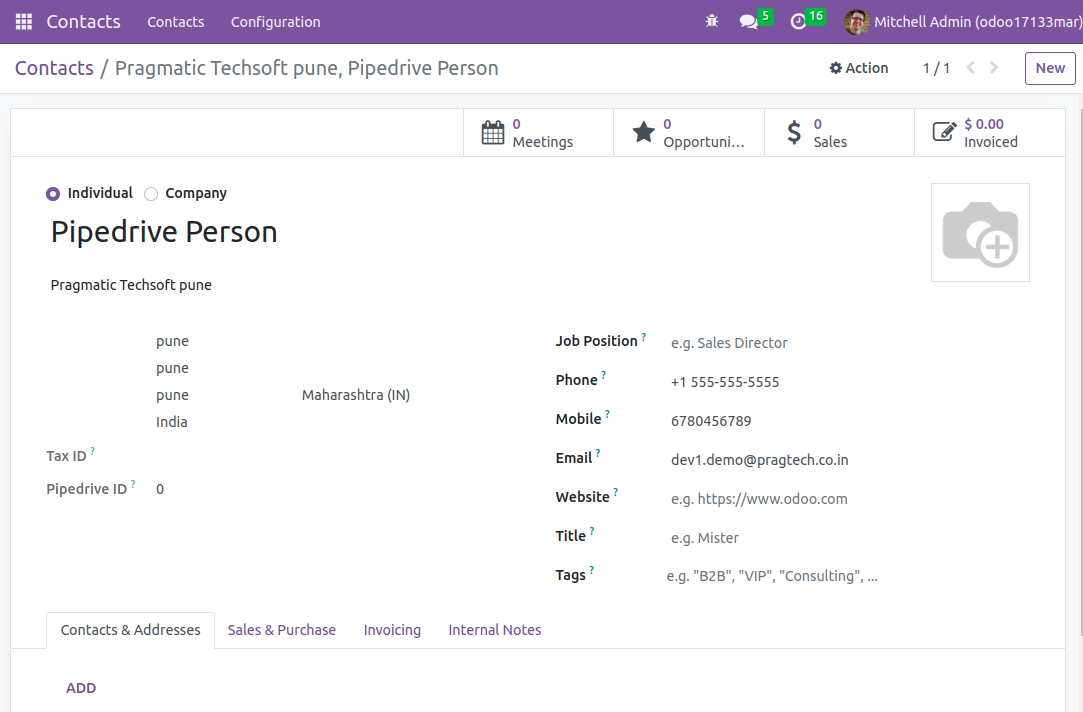 Contacts Contacts Configuration 5 16 Mitchell Admin (odoo17133mar)
Contacts / Pragmatic Techsoft pune, Pipedrive Person Action 1 / 1 New
0 Meetings
0 Opportuni...
$ 0 Sales
$ 0.00 Invoiced
Individual Company
Pipedrive Person
Pragmatic Techsoft pune
pune
pune
pune Maharashtra (IN)
India
Tax ID ?
Pipedrive ID ? 0
Job Position ? e.g. Sales Director
Phone ? +1 555-555-5555
Mobile ? 6780456789
Email ? dev1.demo@pragtech.co.in
Website ? e.g. https://www.odoo.com
Title ? e.g. Mister
Tags ? e.g. "B2B", "VIP", "Consulting", ...
Contacts & Addresses Sales & Purchase Invoicing Internal Notes
ADD